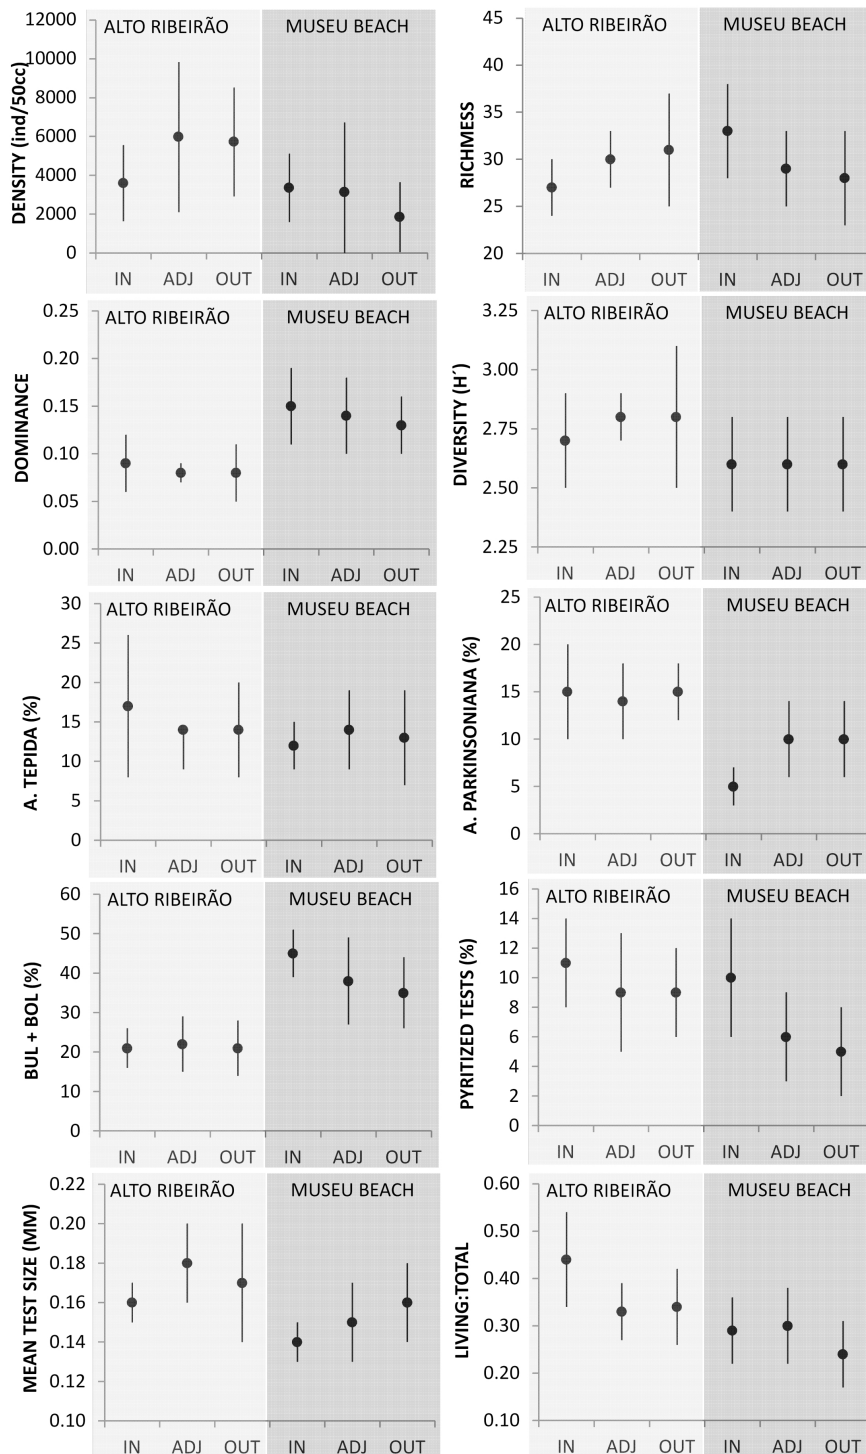 DENSITY (ind/50cc)
12000
10000
8000
6000
4000
2000
0
ALTO RIBEIRÃO MUSEU BEACH
IN ADJ OUT IN ADJ OUT
RICHMESS
45
40
35
30
25
20
ALTO RIBEIRÃO MUSEU BEACH
IN ADJ OUT IN ADJ OUT
DOMINANCE
0.25
0.20
0.15
0.10
0.05
0.00
ALTO RIBEIRÃO MUSEU BEACH
IN ADJ OUT IN ADJ OUT
DIVERSITY (H´)
3.25
3.00
2.75
2.50
2.25
ALTO RIBEIRÃO MUSEU BEACH
IN ADJ OUT IN ADJ OUT
A. TEPIDA (%)
30
25
20
15
10
5
0
ALTO RIBEIRÃO MUSEU BEACH
IN ADJ OUT IN ADJ OUT
A. PARKINSONIANA (%)
25
20
15
10
5
0
ALTO RIBEIRÃO MUSEU BEACH
IN ADJ OUT IN ADJ OUT
BUL + BOL (%)
60
50
40
30
20
10
0
ALTO RIBEIRÃO MUSEU BEACH
IN ADJ OUT IN ADJ OUT
PYRITIZED TESTS (%)
16
14
12
10
8
6
4
2
0
ALTO RIBEIRÃO MUSEU BEACH
IN ADJ OUT IN ADJ OUT
MEAN TEST SIZE (MM)
0.22
0.20
0.18
0.16
0.14
0.12
0.10
ALTO RIBEIRÃO MUSEU BEACH
IN ADJ OUT IN ADJ OUT
LIVING:TOTAL
0.60
0.50
0.40
0.30
0.20
0.10
ALTO RIBEIRÃO MUSEU BEACH
IN ADJ OUT IN ADJ OUT